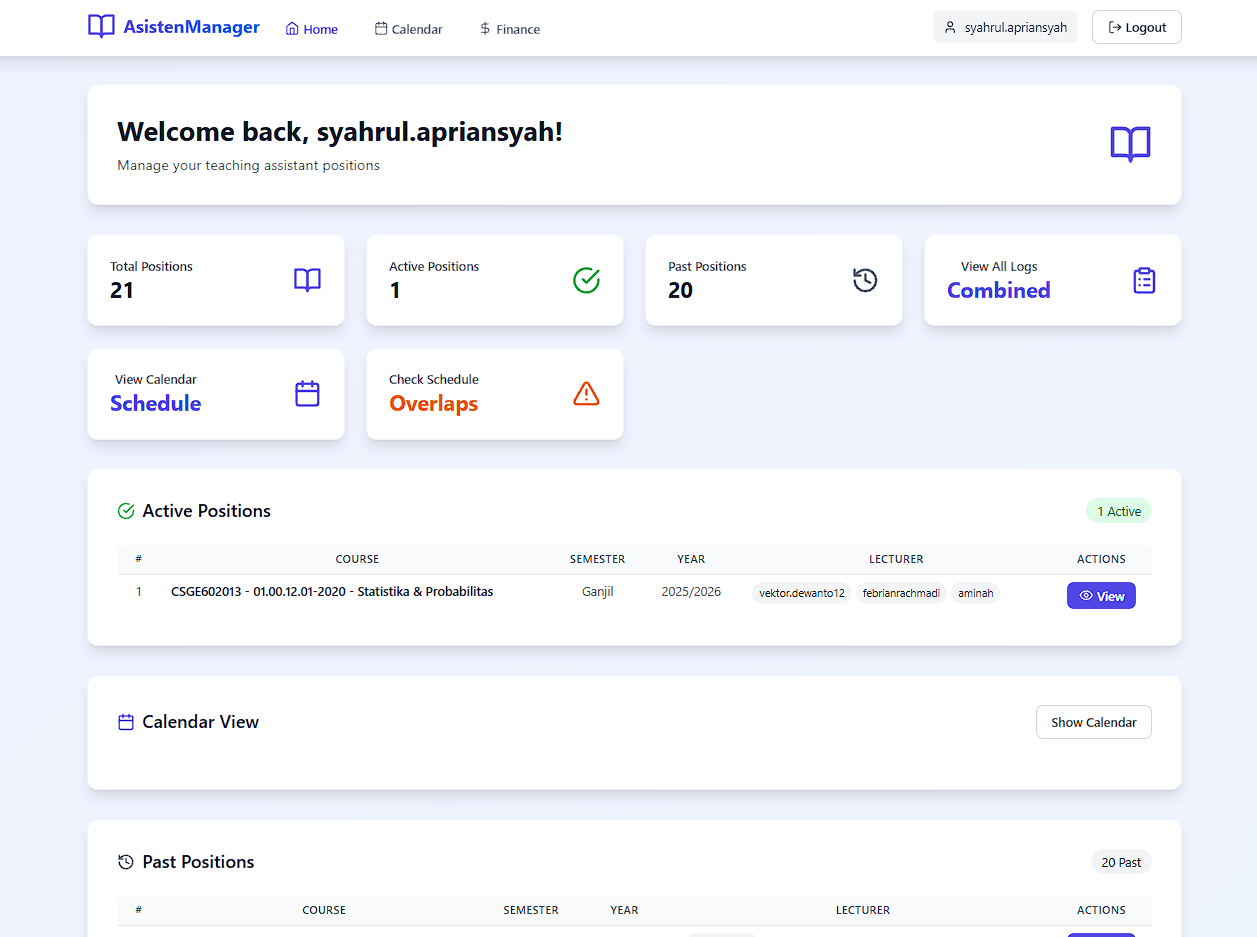 AsistenManager Home Calendar Finance syahrul.apriansyah Logout
Welcome back, syahrul.apriansyah!
Manage your teaching assistant positions
Total Positions
21
Active Positions
1
Past Positions
20
View All Logs
Combined
View Calendar
Schedule
Check Schedule
Overlaps
Active Positions 1 Active
# COURSE SEMESTER YEAR LECTURER ACTIONS
1 CSGE602013 - 01.00.12.01-2020 - Statistika & Probabilitas Ganjil 2025/2026 vektor.dewanto12 febrianrachmadi aminah View
Calendar View Show Calendar
Past Positions 20 Past
# COURSE SEMESTER YEAR LECTURER ACTIONS